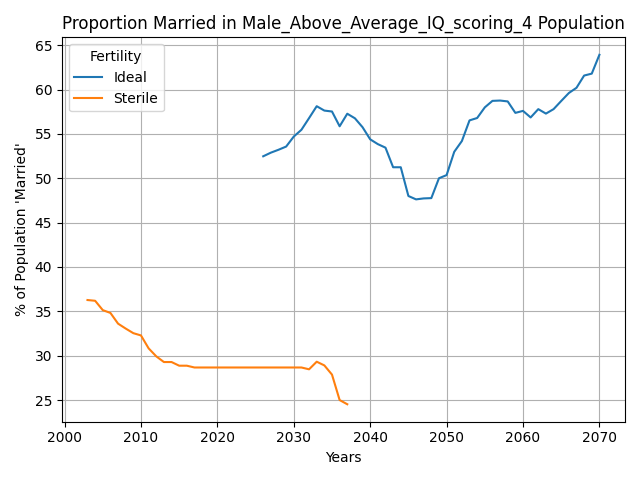 Proportion Married in Male_Above_Average_IQ_scoring_4 Population
% of Population 'Married'
65
60
55
50
45
40
35
30
25
Fertility
Ideal
Sterile
2000 2010 2020 2030 2040 2050 2060 2070
Years